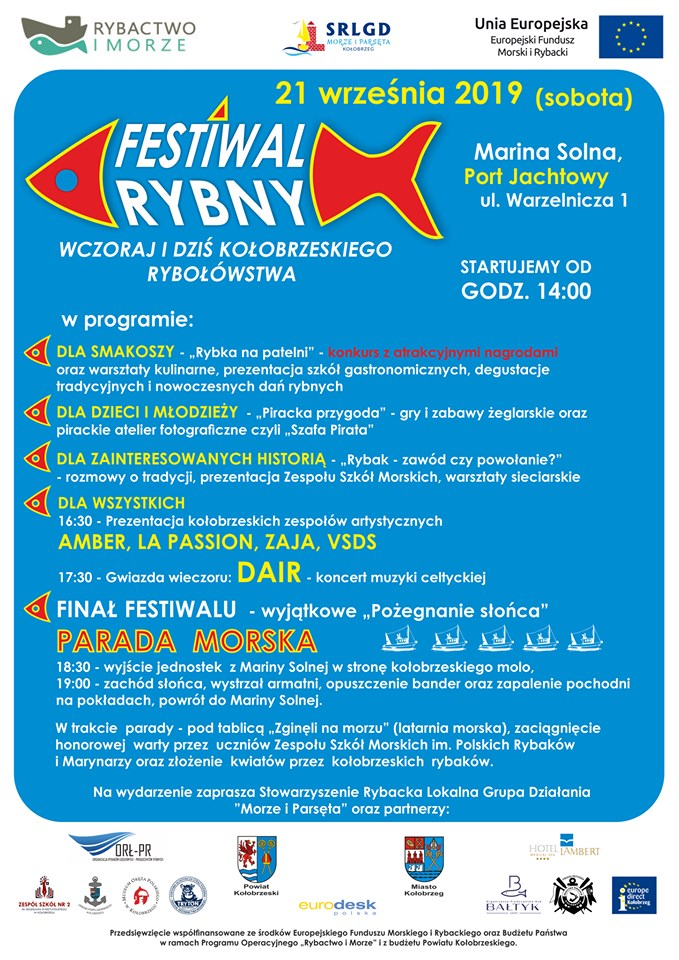 RYBACTWO
I MORZE
SRLGD
MORZE I PARSĘTA
KOŁOBRZEG
Unia Europejska
Europejski Fundusz
Morski i Rybacki
21 września 2019 (sobota)
FESTIWAL
RYBNY
Marina Solna,
Port Jachtowy
ul. Warzelnicza 1
WCZORAJ I DZIŚ KOŁOBRZESKIEGO
RYBOŁÓWSTWA
STARTUJEMY OD
GODZ. 14:00
w programie:
DLA SMAKOSZY - „Rybka na patelni” - konkurs z atrakcyjnymi nagrodami
oraz warsztaty kulinarne, prezentacja szkół gastronomicznych, degustacje
tradycyjnych i nowoczesnych dań rybnych
DLA DZIECI I MŁODZIEŻY - „Piracka przygoda” - gry i zabawy żeglarskie oraz
pirackie atelier fotograficzne czyli „Szafa Pirata”
DLA ZAINTERESOWANYCH HISTORIĄ - „Rybak - zawód czy powołanie?”
- rozmowy o tradycji, prezentacja Zespołu Szkół Morskich, warsztaty sieciarskie
DLA WSZYSTKICH
16:30 - Prezentacja kołobrzeskich zespołów artystycznych
AMBER, LA PASSION, ZAJA, VSDS
17:30 - Gwiazda wieczoru: DAIR - koncert muzyki celtyckiej
FINAŁ FESTIWALU - wyjątkowe „Pożegnanie słońca”
PARADA MORSKA
18:30 - wyjście jednostek z Mariny Solnej w stronę kołobrzeskiego molo,
19:00 - zachód słońca, wystrzał armatni, opuszczenie bander oraz zapalenie pochodni
na pokładach, powrót do Mariny Solnej.
W trakcie parady - pod tablicą „Zginęli na morzu” (latarnia morska), zaciągnięcie
honorowej warty przez uczniów Zespołu Szkół Morskich im. Polskich Rybaków
i Marynarzy oraz złożenie kwiatów przez kołobrzeskich rybaków.
Na wydarzenie zaprasza Stowarzyszenie Rybacka Lokalna Grupa Działania
"Morze i Parsęta" oraz partnerzy:
ORŁ-PR
Powiat
Kołobrzeski
Miasto
Kołobrzeg
HOTEL LAMBERT
ZESPÓŁ SZKÓŁ NR 2
TRYTON
eurodesk
polska
BAŁTYK
europe
direct
Kołobrzeg
Przedsięwzięcie współfinansowane ze środków Europejskiego Funduszu Morskiego i Rybackiego oraz Budżetu Państwa
w ramach Programu Operacyjnego „Rybactwo i Morze” i z budżetu Powiatu Kołobrzeskiego.